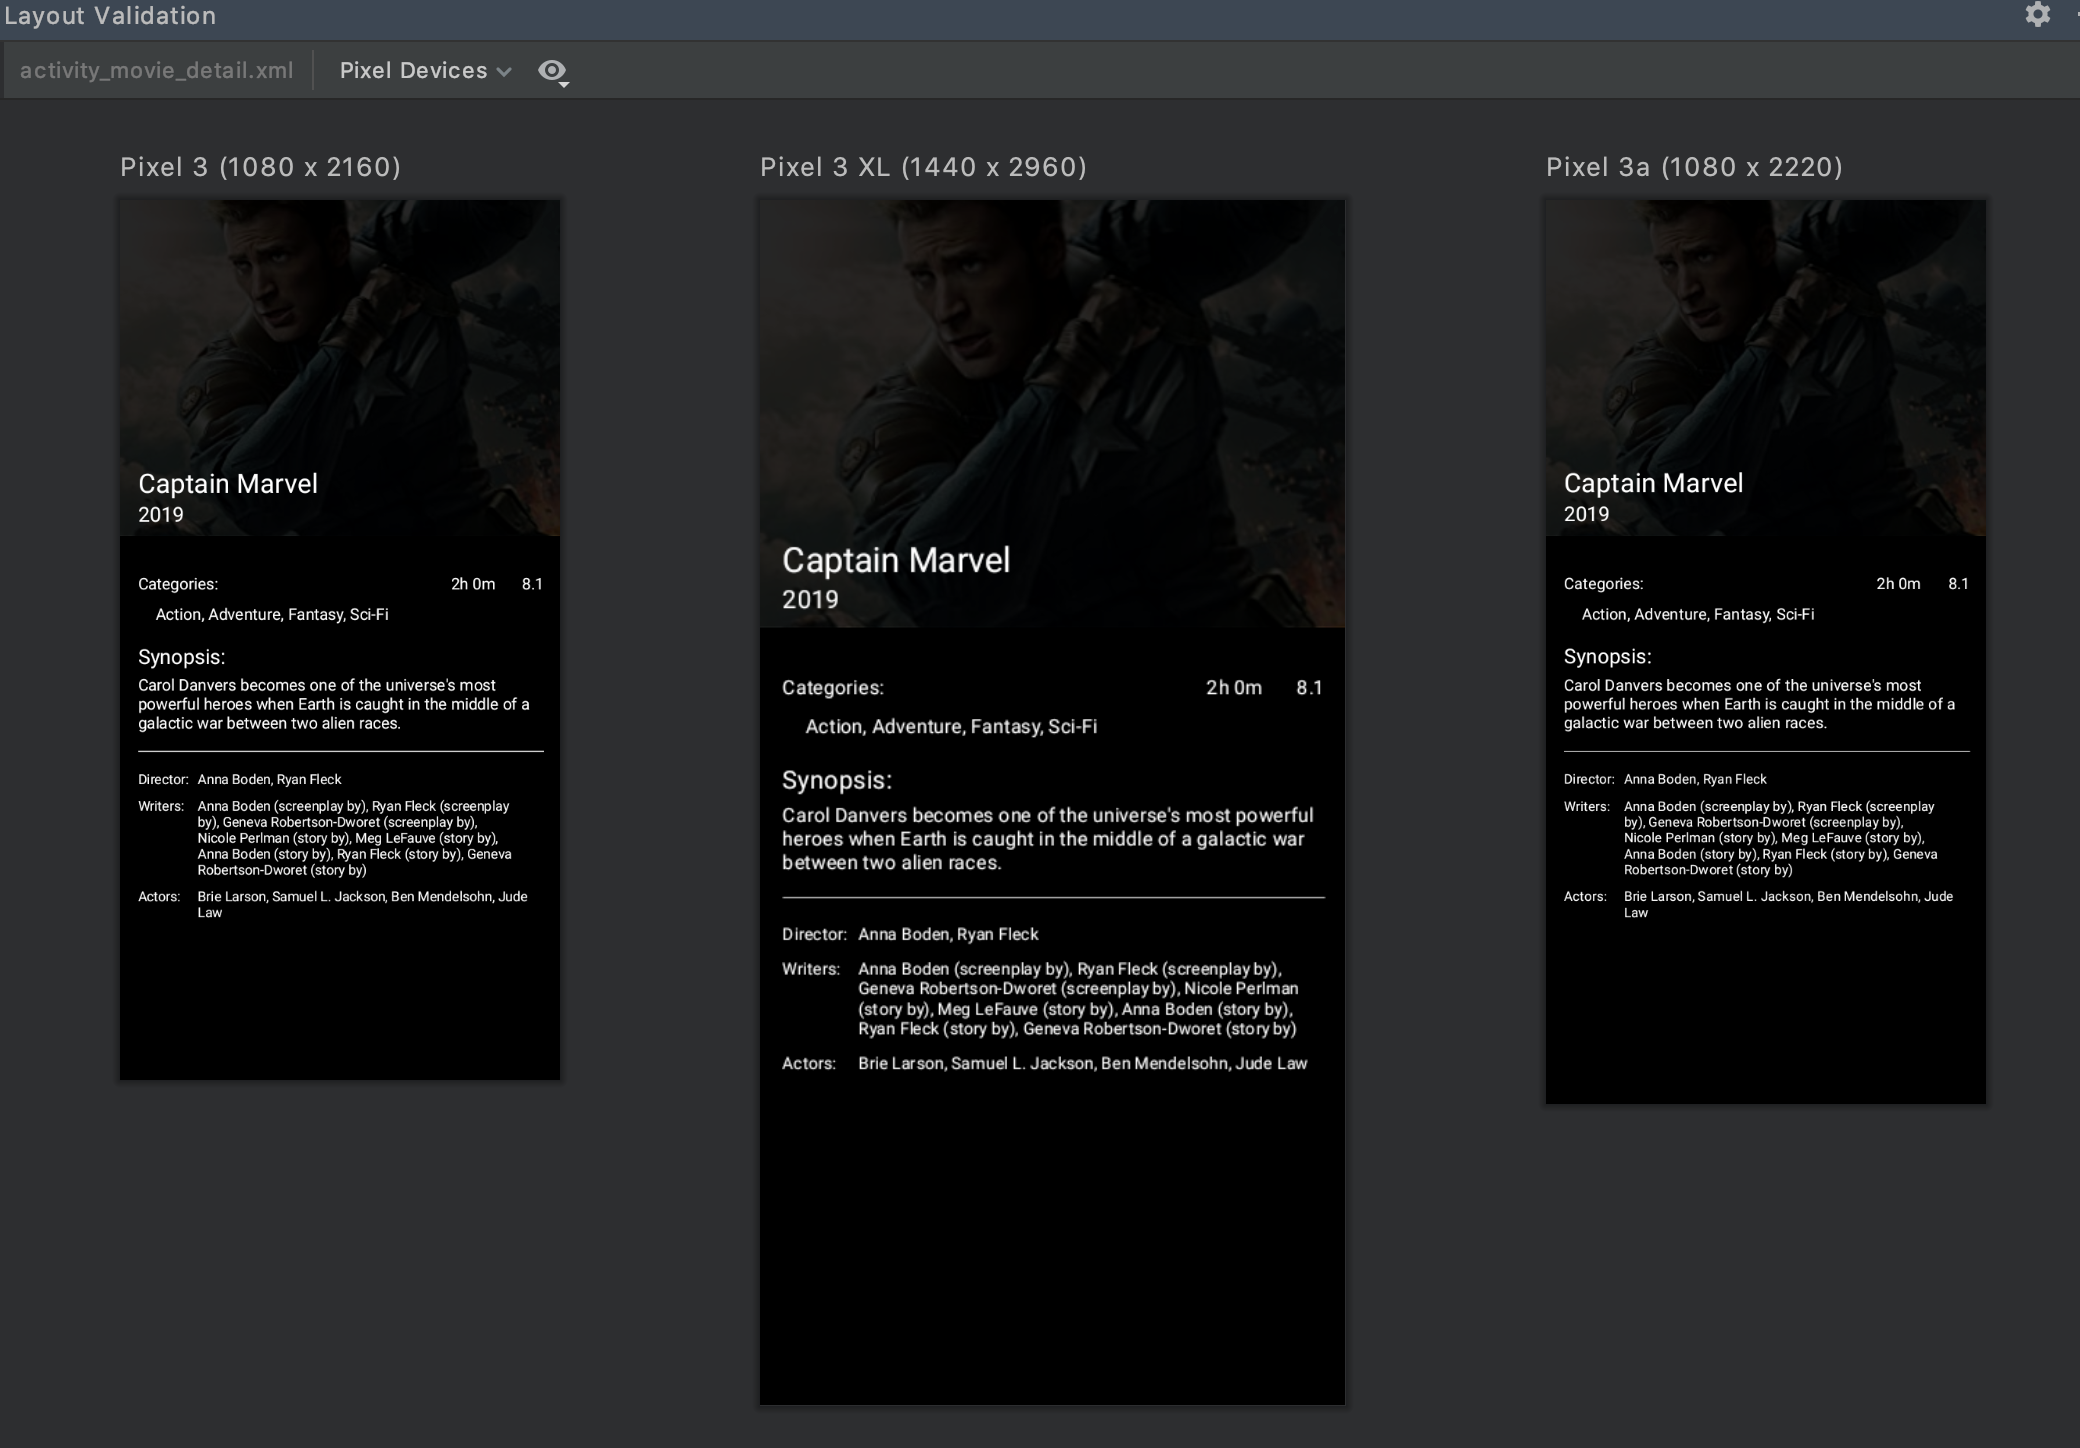 Layout Validation
activity_movie_detail.xml
Pixel Devices
Pixel 3 (1080 x 2160)
Captain Marvel
2019
Categories: 2h 0m 8.1
Action, Adventure, Fantasy, Sci-Fi
Synopsis:
Carol Danvers becomes one of the universe's most
powerful heroes when Earth is caught in the middle of a
galactic war between two alien races.
Director: Anna Boden, Ryan Fleck
Writers: Anna Boden (screenplay by), Ryan Fleck (screenplay
by), Geneva Robertson-Dworet (screenplay by),
Nicole Perlman (story by), Meg LeFauve (story by),
Anna Boden (story by), Ryan Fleck (story by), Geneva
Robertson-Dworet (story by)
Actors: Brie Larson, Samuel L. Jackson, Ben Mendelsohn, Jude
Law
Pixel 3 XL (1440 x 2960)
Captain Marvel
2019
Categories: 2h 0m 8.1
Action, Adventure, Fantasy, Sci-Fi
Synopsis:
Carol Danvers becomes one of the universe's most powerful
heroes when Earth is caught in the middle of a galactic war
between two alien races.
Director: Anna Boden, Ryan Fleck
Writers: Anna Boden (screenplay by), Ryan Fleck (screenplay by),
Geneva Robertson-Dworet (screenplay by), Nicole Perlman
(story by), Meg LeFauve (story by), Anna Boden (story by),
Ryan Fleck (story by), Geneva Robertson-Dworet (story by)
Actors: Brie Larson, Samuel L. Jackson, Ben Mendelsohn, Jude Law
Pixel 3a (1080 x 2220)
Captain Marvel
2019
Categories: 2h 0m 8.1
Action, Adventure, Fantasy, Sci-Fi
Synopsis:
Carol Danvers becomes one of the universe's most
powerful heroes when Earth is caught in the middle of a
galactic war between two alien races.
Director: Anna Boden, Ryan Fleck
Writers: Anna Boden (screenplay by), Ryan Fleck (screenplay
by), Geneva Robertson-Dworet (screenplay by),
Nicole Perlman (story by), Meg LeFauve (story by),
Anna Boden (story by), Ryan Fleck (story by), Geneva
Robertson-Dworet (story by)
Actors: Brie Larson, Samuel L. Jackson, Ben Mendelsohn, Jude
Law